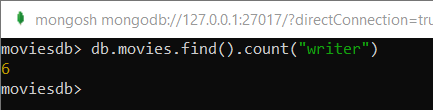 mongosh mongodb://127.0.0.1:27017/?directConnection=tru
moviesdb> db.movies.find().count("writer")
6
moviesdb>